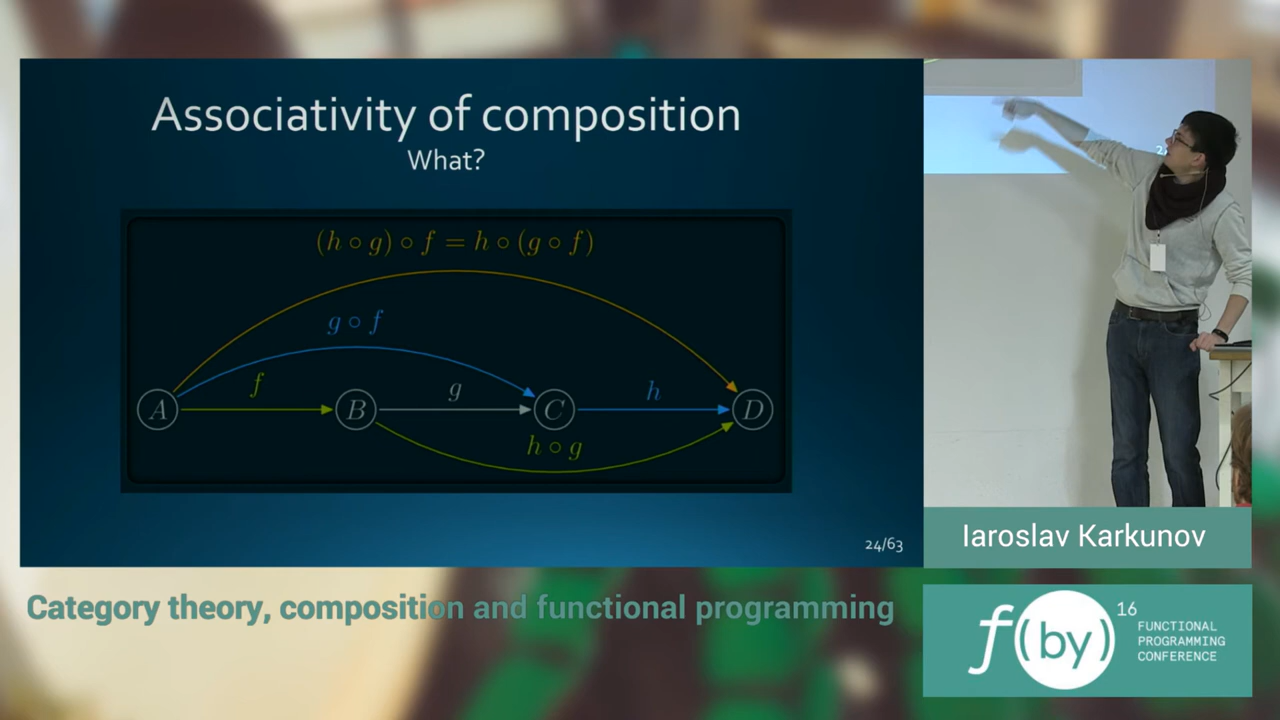 Associativity of composition
What?
(h ∘ g) ∘ f = h ∘ (g ∘ f)
g ∘ f
f
g
h
A
B
C
D
h ∘ g
24/63
Iaroslav Karkunov
Category theory, composition and functional programming
f(by) 16
FUNCTIONAL
PROGRAMMING
CONFERENCE